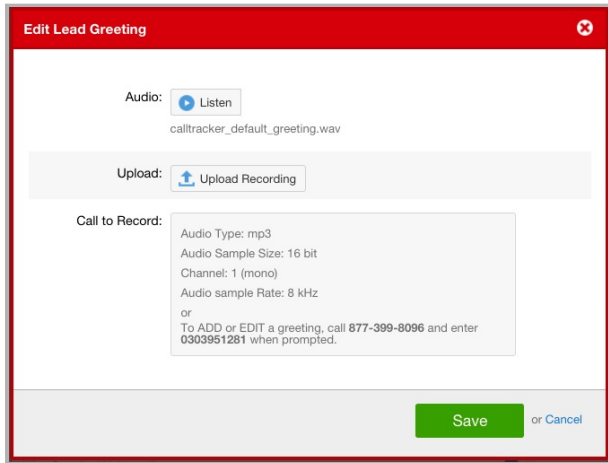 Edit Lead Greeting
Audio:
Listen
calltracker_default_greeting.wav
Upload:
Upload Recording
Call to Record:
Audio Type: mp3
Audio Sample Size: 16 bit
Channel: 1 (mono)
Audio sample Rate: 8 kHz
or
To ADD or EDIT a greeting, call 877-399-8096 and enter
0303951281 when prompted.
Save
or Cancel